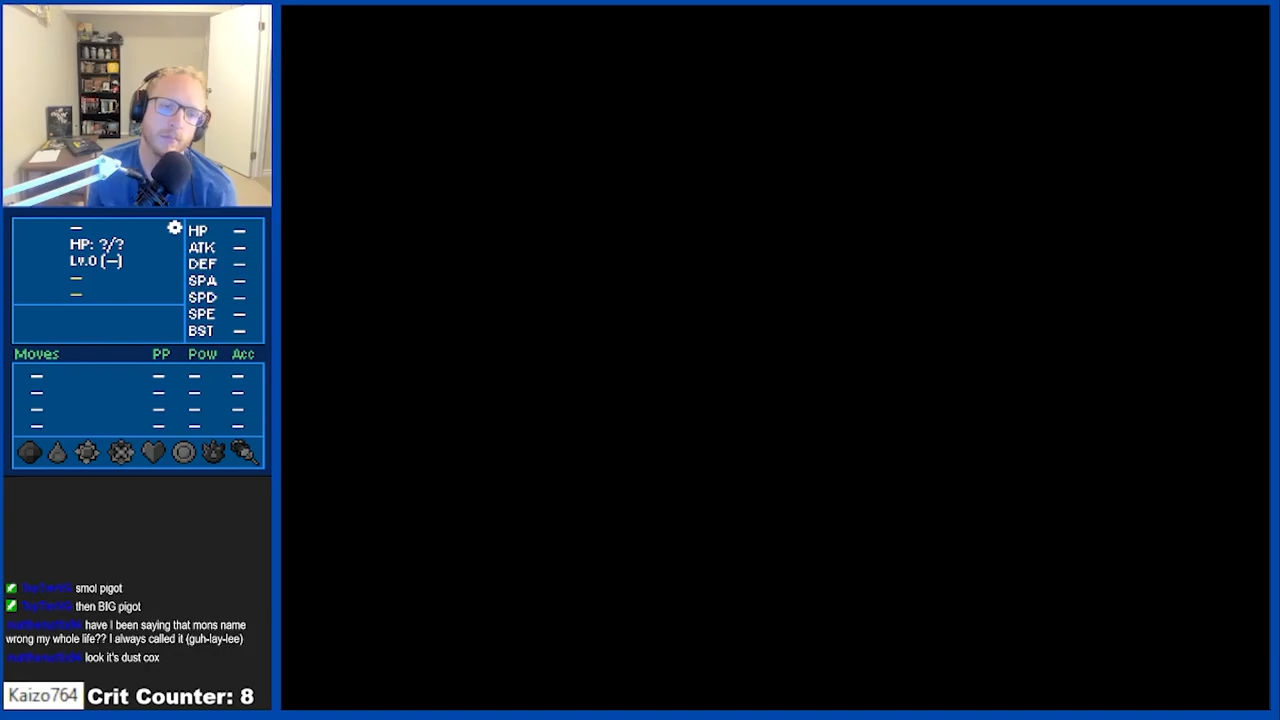 HP: ?/?
Lv.0 (—)
HP —
ATK —
DEF —
SPA —
SPD —
SPE —
BST —
Moves PP Pow Acc
smol pigot
then BIG pigot
have I been saying that mons name
wrong my whole life?? I always called it (guh-lay-lee)
look it's dust cox
Kaizo764 Crit Counter: 8